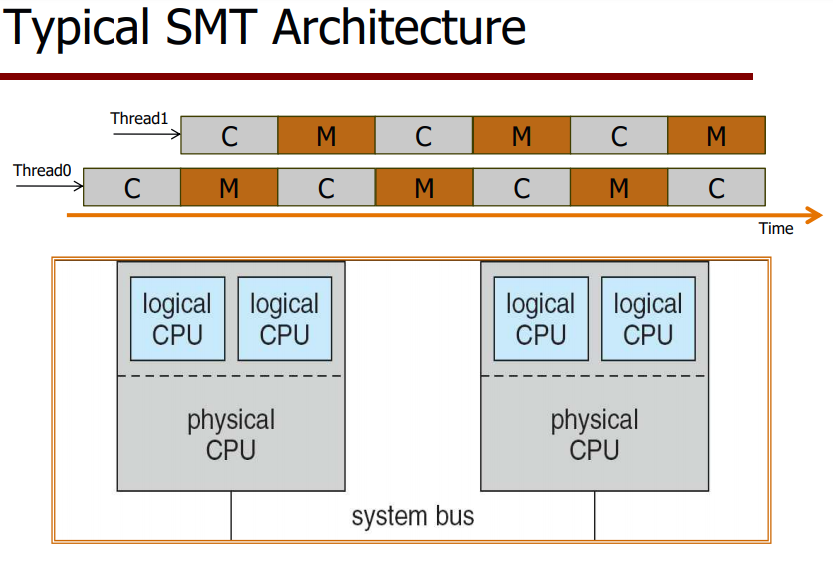 Typical SMT Architecture
Thread1
C M C M C M
Thread0
C M C M C M C
Time
logical
CPU
logical
CPU
logical
CPU
logical
CPU
physical
CPU
physical
CPU
system bus